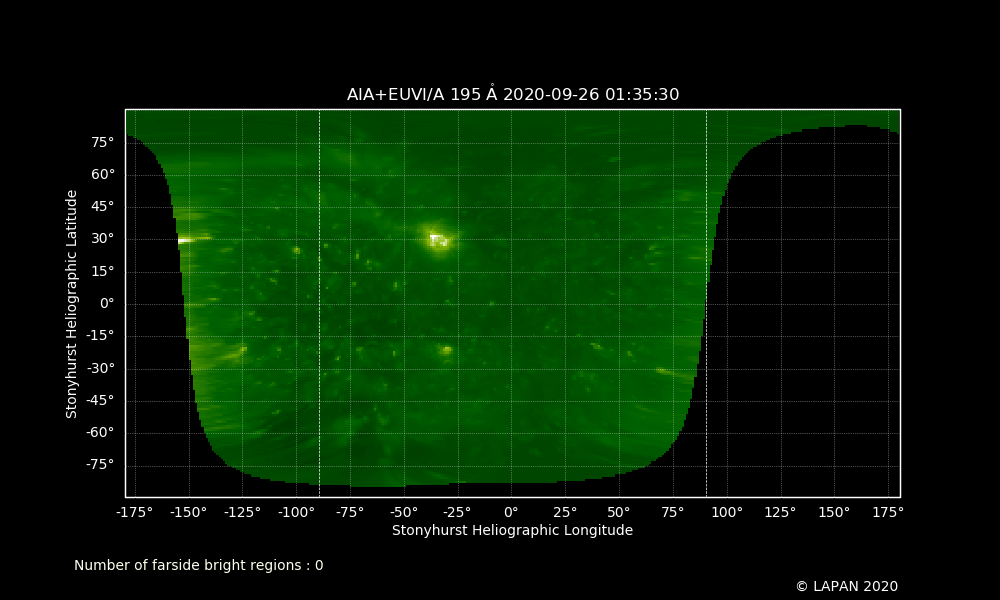 AIA+EUVI/A 195 Å 2020-09-26 01:35:30
75°
60°
45°
30°
15°
0°
-15°
-30°
-45°
-60°
-75°
Stonyhurst Heliographic Latitude
-175° -150° -125° -100° -75° -50° -25° 0° 25° 50° 75° 100° 125° 150° 175°
Stonyhurst Heliographic Longitude
Number of farside bright regions : 0
© LAPAN 2020